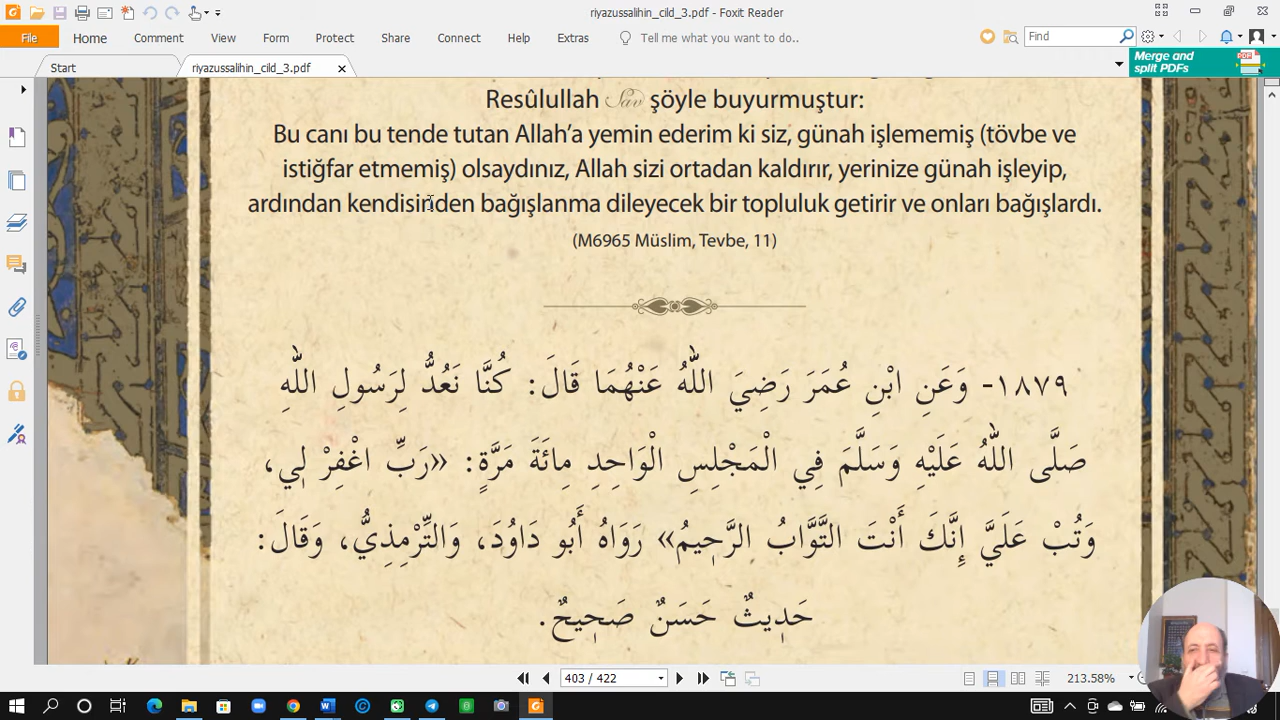 riyazussalihin_cild_3.pdf - Foxit Reader
File Home Comment View Form Protect Share Connect Help Extras Tell me what you want to do.. Find
Start riyazussalihin_cild_3.pdf
Merge and
split PDFs
Resûlullah Sav şöyle buyurmuştur:
Bu canı bu tende tutan Allah’a yemin ederim ki siz, günah işlememiş (tövbe ve
istiğfar etmemiş) olsaydınız, Allah sizi ortadan kaldırır, yerinize günah işleyip,
ardından kendisinden bağışlanma dileyecek bir topluluk getirir ve onları bağışlardı.
(M6965 Müslim, Tevbe, 11)
١٨٧٩- وَعَنِ ابْنِ عُمَرَ رَضِيَ اللّٰهُ عَنْهُمَا قَالَ: كُنَّا نَعُدُّ لِرَسُولِ اللّٰهِ
صَلَّى اللّٰهُ عَلَيْهِ وَسَلَّمَ فِي الْمَجْلِسِ الْوَاحِدِ مِائَةَ مَرَّةٍ: «رَبِّ اغْفِرْ لِي،
وَتُبْ عَلَيَّ إِنَّكَ أَنْتَ التَّوَّابُ الرَّحِيمُ» رَوَاهُ أَبُو دَاوُدَ، وَالتِّرْمِذِيُّ، وَقَالَ:
حَدِيثٌ حَسَنٌ صَحِيحٌ.
403 / 422 213.58%